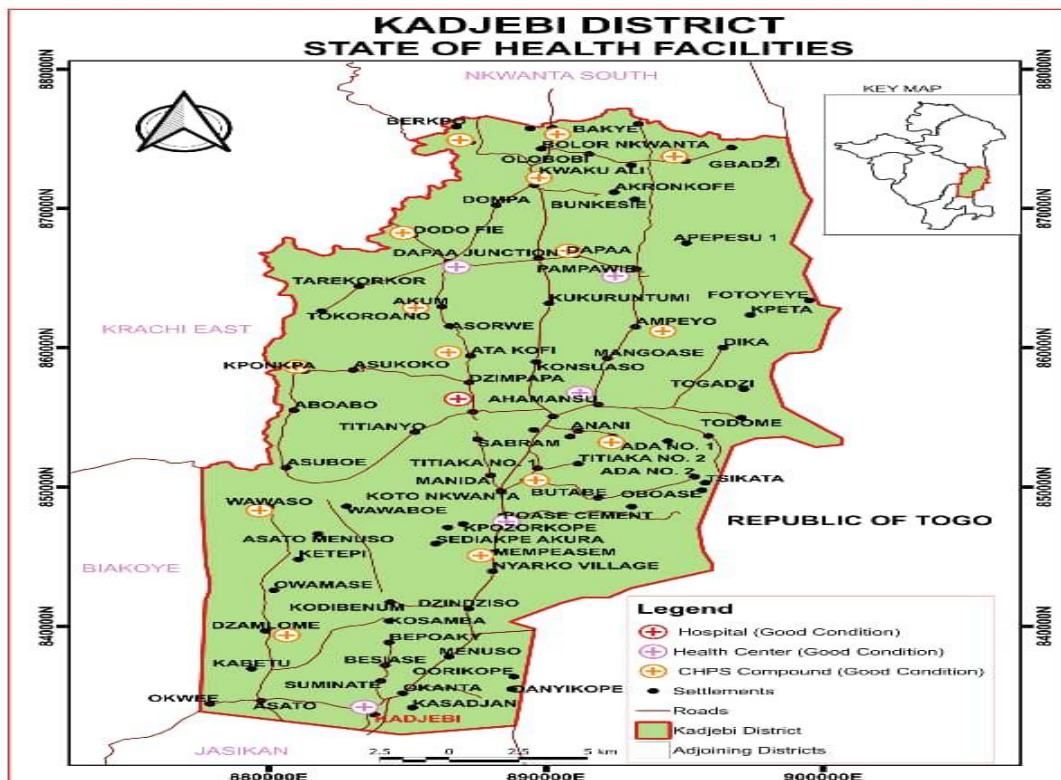 KADJEBI DISTRICT
STATE OF HEALTH FACILITIES
880000N
880000N
NKWANTA SOUTH
KEY MAP
BERKPO
BAKYE
BOLOR NKWANTA
OLOBOBI
GBADZI
KWAKU ALI
AKRONKOFE
DOMPA
BUNKESIE
870000N
870000N
DODO FIE
APEPESU 1
DAPAA JUNCTION
DAPAA
PAMPAWIE
TAREKORKOR
AKUM
KUKURUNTUMI
FOTOYEYE
KPETA
TOKOROANO
ASORWE
AMPEYO
KRACHI EAST
860000N
860000N
ATA KOFI
MANGOASE
DIKA
KPONKPA
ASUKOKO
KONSUASO
DZIMPAPA
TOGADZI
ABOABO
AHAMANSU
TITIANYO
ANANI
TODOME
SABRAM
ADA NO. 1
ASUBOE
TITIAKA NO. 1
TITIAKA NO. 2
MANIDA
ADA NO. 2
TSIKATA
850000N
850000N
WAWASO
KOTO NKWANTA
BUTABE
OBOASE
WAWABOE
POASE CEMENT
REPUBLIC OF TOGO
KPOZORKOPE
ASATO MENUSO
SEDIAKPE AKURA
KETEPI
MEMPEASEM
BIAKOYE
NYARKO VILLAGE
OWAMASE
KODIBENUM
DZINDZISO
840000N
840000N
DZAMLOME
KOSAMBA
BEPOAKY
MENUSO
KABETU
BESIASE
SUMINATE
OKANTA
DANYIKOPE
OKWEE
ASATO
KASADJAN
KADJEBI
JASIKAN
2.5 0 2.5 5 km
Legend
Hospital (Good Condition)
Health Center (Good Condition)
CHPS Compound (Good Condition)
Settlements
Roads
Kadjebi District
Adjoining Districts
880000E
890000E
900000E